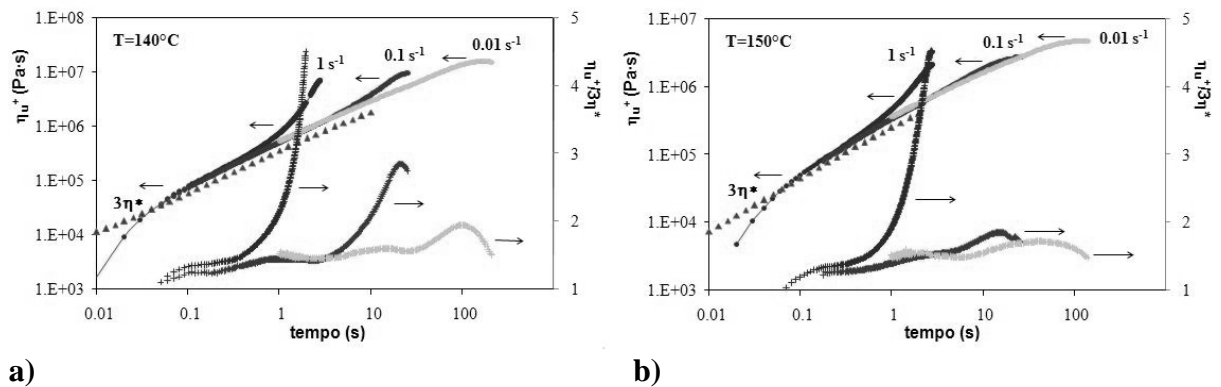 T=140°C
1 s⁻¹
0.1 s⁻¹
0.01 s⁻¹
3η*
ηu⁺ (Pa·s)
1.E+08
1.E+07
1.E+06
1.E+05
1.E+04
1.E+03
5
4
3
2
1
ηu⁺/3η*
0.01 0.1 1 10 100
tempo (s)
a)
T=150°C
1 s⁻¹
0.1 s⁻¹
0.01 s⁻¹
3η*
ηu⁺ (Pa·s)
1.E+07
1.E+06
1.E+05
1.E+04
1.E+03
5
4
3
2
1
ηu⁺/3η*
0.01 0.1 1 10 100
tempo (s)
b)